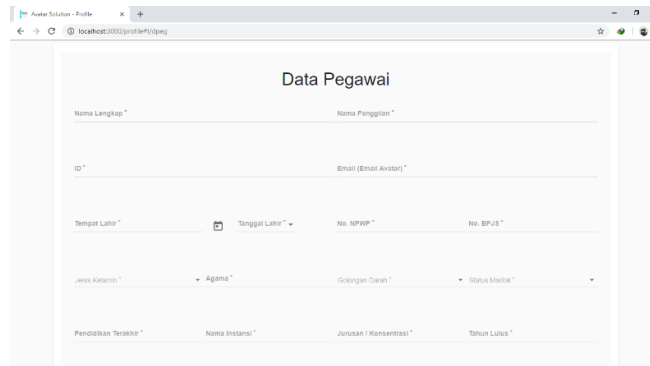 Avatar Solution - Profile
localhost:3000/profile#!/dpeg
Data Pegawai
Nama Lengkap * Nama Panggilan *
ID * Email (Email Avatar) *
Tempat Lahir * Tanggal Lahir * No. NPWP * No. BPJS *
Jenis Kelamin * Agama * Golongan Darah * Status Marital *
Pendidikan Terakhir * Nama Instansi * Jurusan / Konsentrasi * Tahun Lulus *